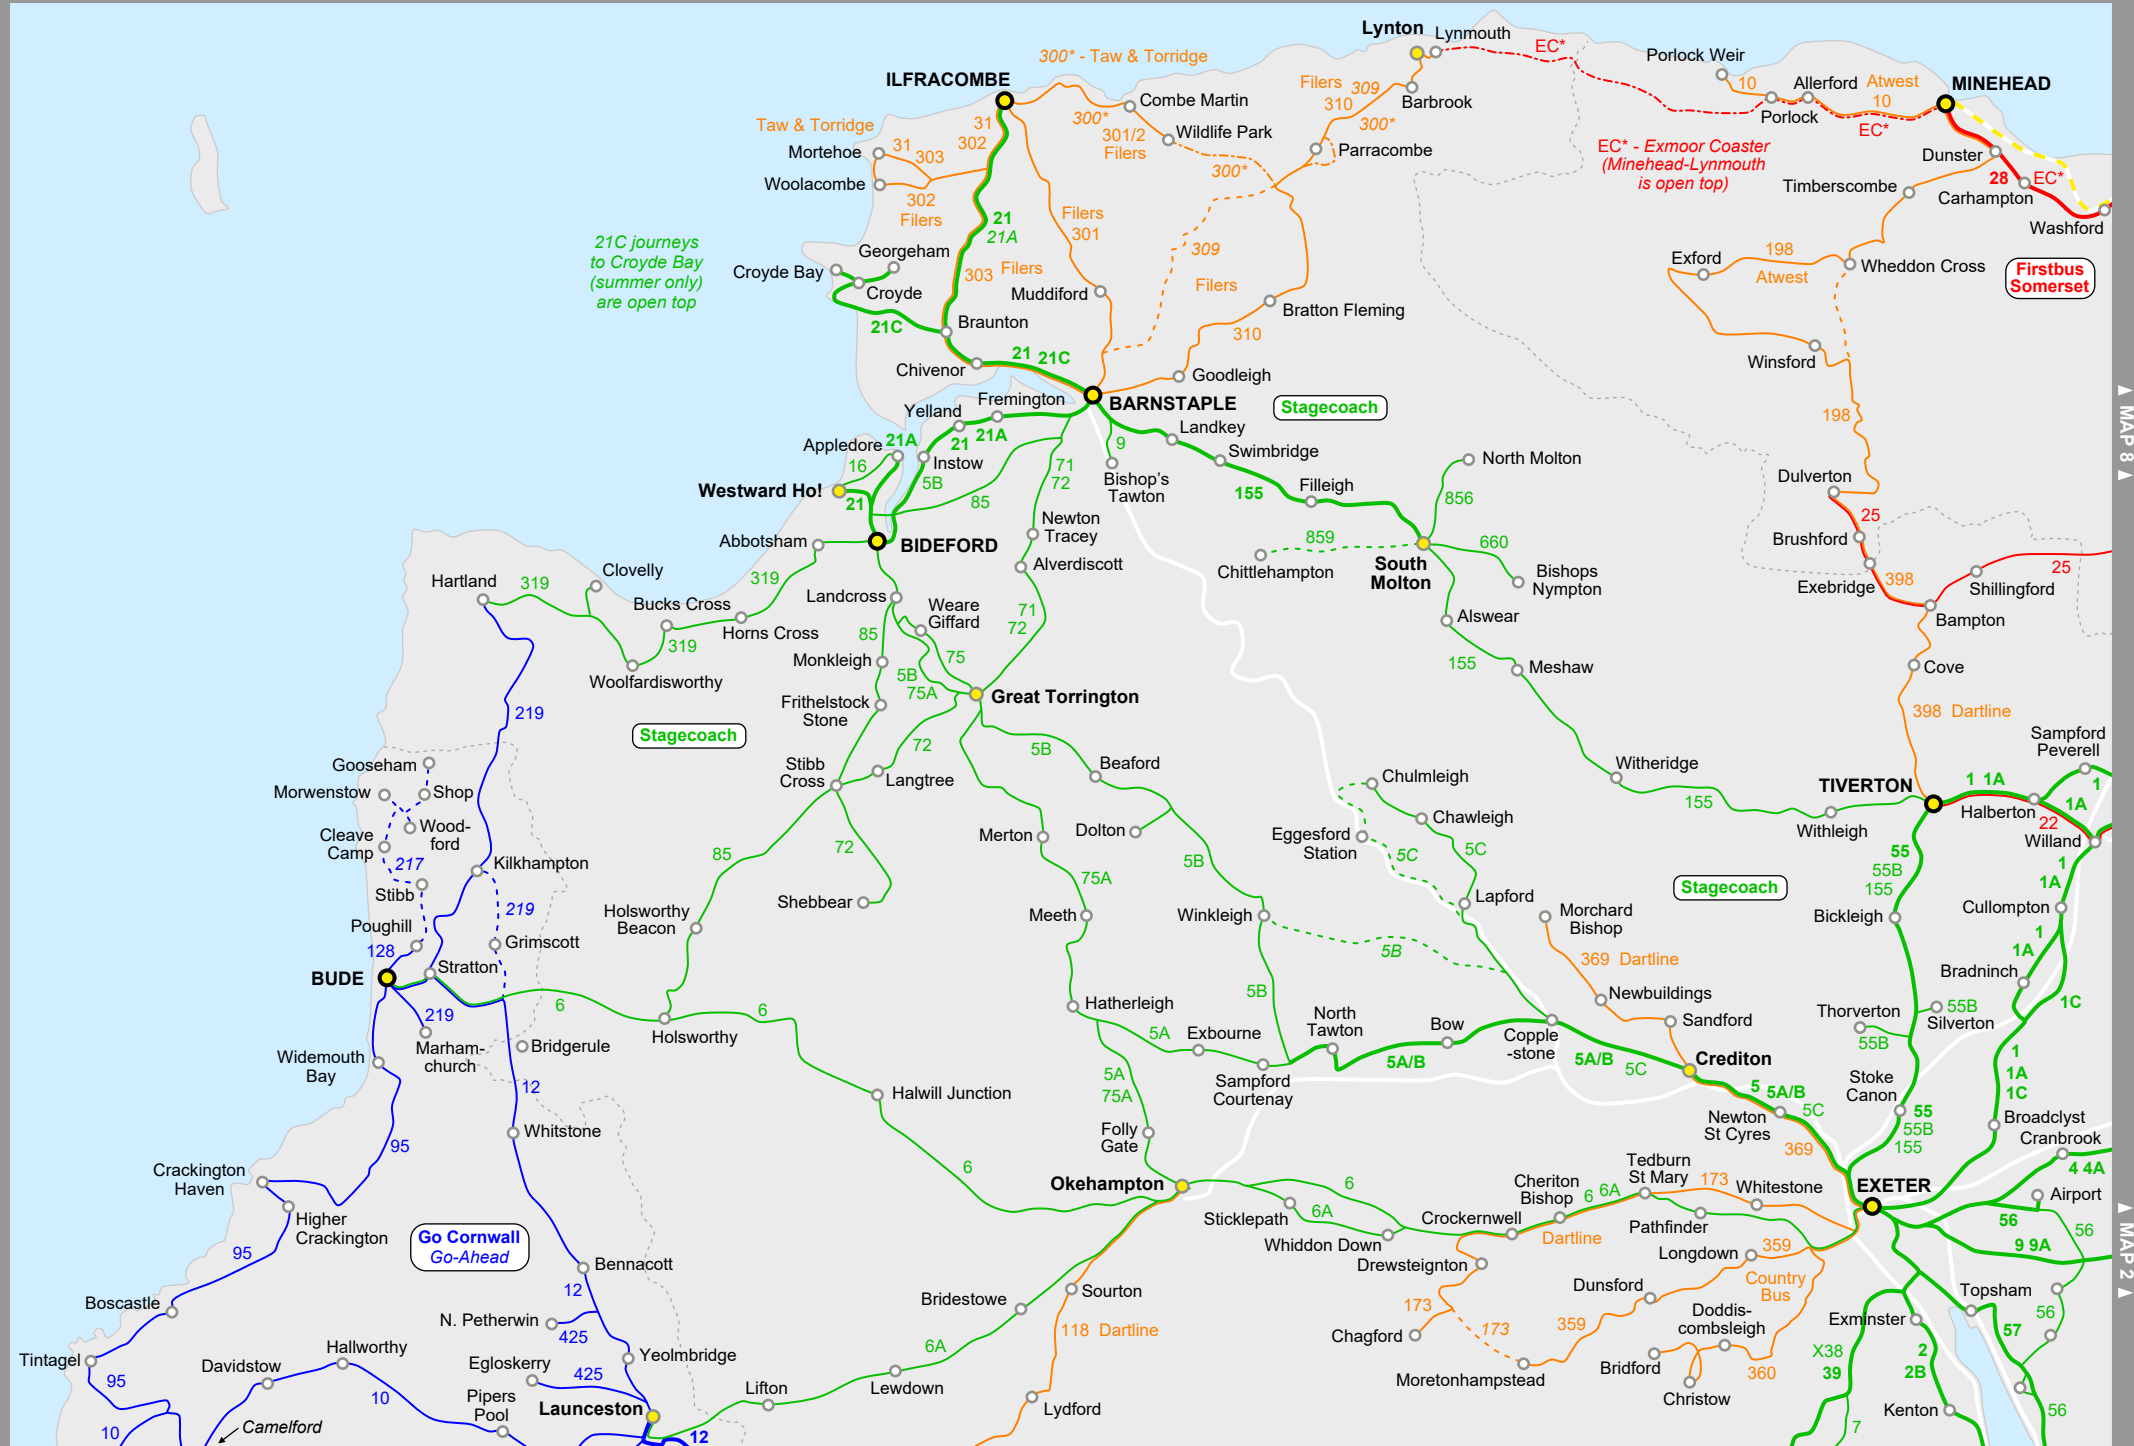 Lynton
Lynmouth
EC*
Porlock Weir
300* - Taw & Torridge
ILFRACOMBE
Filers
309
310
Barbrook
10
Allerford
Atwest
10
MINEHEAD
Combe Martin
300*
301/2
Filers
Wildlife Park
300*
Parracombe
Porlock
EC*
Taw & Torridge
31
302
Mortehoe
31
303
Woolacombe
302
Filers
300*
EC* - Exmoor Coaster
(Minehead-Lynmouth
is open top)
Dunster
28
EC*
Timberscombe
Carhampton
Washford
21
21A
Filers
301
21C journeys
to Croyde Bay
(summer only)
are open top
Georgeham
Croyde Bay
Croyde
303
Filers
309
Muddiford
Filers
Exford
198
Atwest
Wheddon Cross
Firstbus
Somerset
21C
Braunton
Bratton Fleming
310
Chivenor
21
21C
Goodleigh
Winsford
Yelland
Fremington
BARNSTAPLE
Stagecoach
198
▲ MAP 8 ▲
Appledore
21A
21
21A
9
Landkey
Swimbridge
16
Instow
5B
71
72
Bishop's
Tawton
North Molton
Westward Ho!
21
85
155
Filleigh
856
Dulverton
25
Abbotsham
BIDEFORD
Newton
Tracey
859
Chittlehampton
South
Molton
660
Bishops
Nympton
Brushford
Exebridge
398
Shillingford
25
Hartland
319
Clovelly
319
Alverdiscott
Bucks Cross
Horns Cross
319
Landcross
Weare
Giffard
71
72
Alswear
Bampton
Woolfardisworthy
85
Monkleigh
75
5B
75A
155
Meshaw
Cove
219
Frithelstock
Stone
Great Torrington
398 Dartline
Stagecoach
72
5B
Sampford
Peverell
Gooseham
Morwenstow
Shop
Stibb
Cross
Langtree
Beaford
Chulmleigh
Witheridge
TIVERTON
1 1A
1
1A
155
Halberton
22
Willand
Cleave
Camp
Wood-
ford
Merton
Dolton
Chawleigh
Withleigh
Eggesford
Station
217
Kilkhampton
85
72
5B
5C
5C
55
55B
155
1
1A
Stibb
219
75A
Stagecoach
Shebbear
Lapford
Holsworthy
Beacon
Meeth
Winkleigh
Morchard
Bishop
Bickleigh
Cullompton
Poughill
128
Grimscott
5B
369 Dartline
1
1A
BUDE
Stratton
Bradninch
219
6
6
Hatherleigh
5B
Newbuildings
1C
Holsworthy
North
Tawton
Bow
Sandford
Thorverton
55B
Silverton
55B
Widemouth
Bay
Marham-
church
Bridgerule
5A
Exbourne
Copple
-stone
5A/B
5A/B
5C
Crediton
1
1A
1C
12
Halwill Junction
5A
75A
Sampford
Courtenay
Stoke
Canon
5
5A/B
5C
Newton
St Cyres
Whitstone
Folly
Gate
55
55B
155
Broadclyst
95
369
Cranbrook
Crackington
Haven
6
Okehampton
6
Tedburn
St Mary
4 4A
Higher
Crackington
Cheriton
Bishop
6
6A
173
Whitestone
EXETER
Airport
Sticklepath
6A
Crockernwell
Pathfinder
56
56
95
Go Cornwall
Go-Ahead
Whiddon Down
Dartline
Longdown
359
9 9A
▲ MAP 2 ▲
Bennacott
Drewsteignton
Country
Bus
12
Sourton
Dunsford
Topsham
Boscastle
Bridestowe
173
Doddis-
combsleigh
56
N. Petherwin
425
118 Dartline
Chagford
173
359
Exminster
57
Hallworthy
6A
X38
39
2
2B
Tintagel
Davidstow
Egloskerry
Yeolmbridge
Bridford
360
95
425
Moretonhampstead
Christow
10
Pipers
Pool
Launceston
Lifton
Lewdown
Lydford
Kenton
56
10
Camelford
12
7